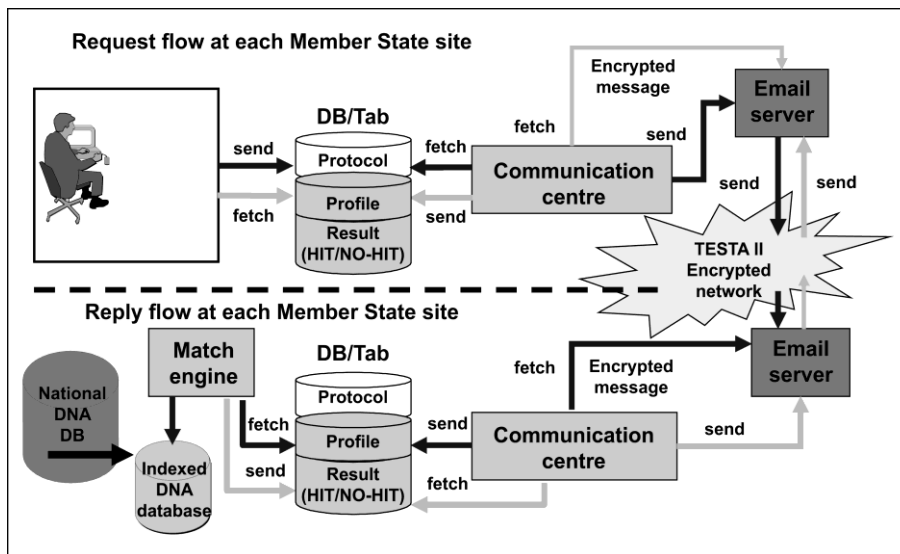 Request flow at each Member State site
Encrypted
message
Email
server
DB/Tab
fetch
send
send
Protocol
fetch
Communication
centre
send
send
fetch
Profile
send
Result
(HIT/NO-HIT)
TESTA II
Encrypted
network
Reply flow at each Member State site
Match
engine
DB/Tab
fetch
Encrypted
message
Email
server
National
DNA
DB
Protocol
fetch
send
Communication
centre
send
Profile
send
Indexed
DNA
database
Result
(HIT/NO-HIT)
fetch